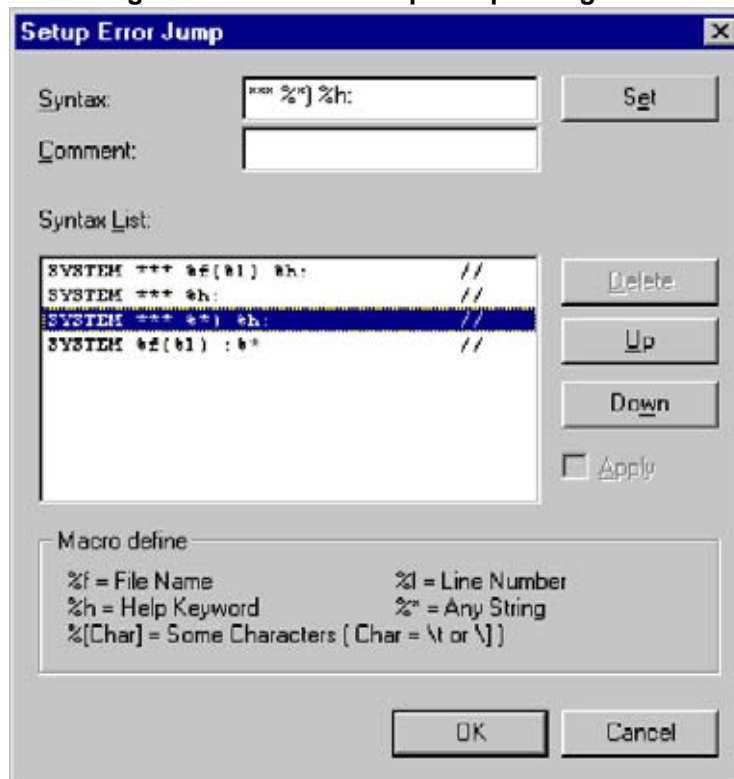 Setup Error Jump
Syntax: *** %*) %h: Set
Comment:
Syntax List:
SYSTEM *** %f(%l) %h: //
SYSTEM *** %h: //
SYSTEM *** %*) %h: //
SYSTEM %f(%l) :%* //
Delete
Up
Down
Apply
Macro define
%f = File Name %l = Line Number
%h = Help Keyword %* = Any String
%[Char] = Some Characters ( Char = \t or \] )
OK Cancel